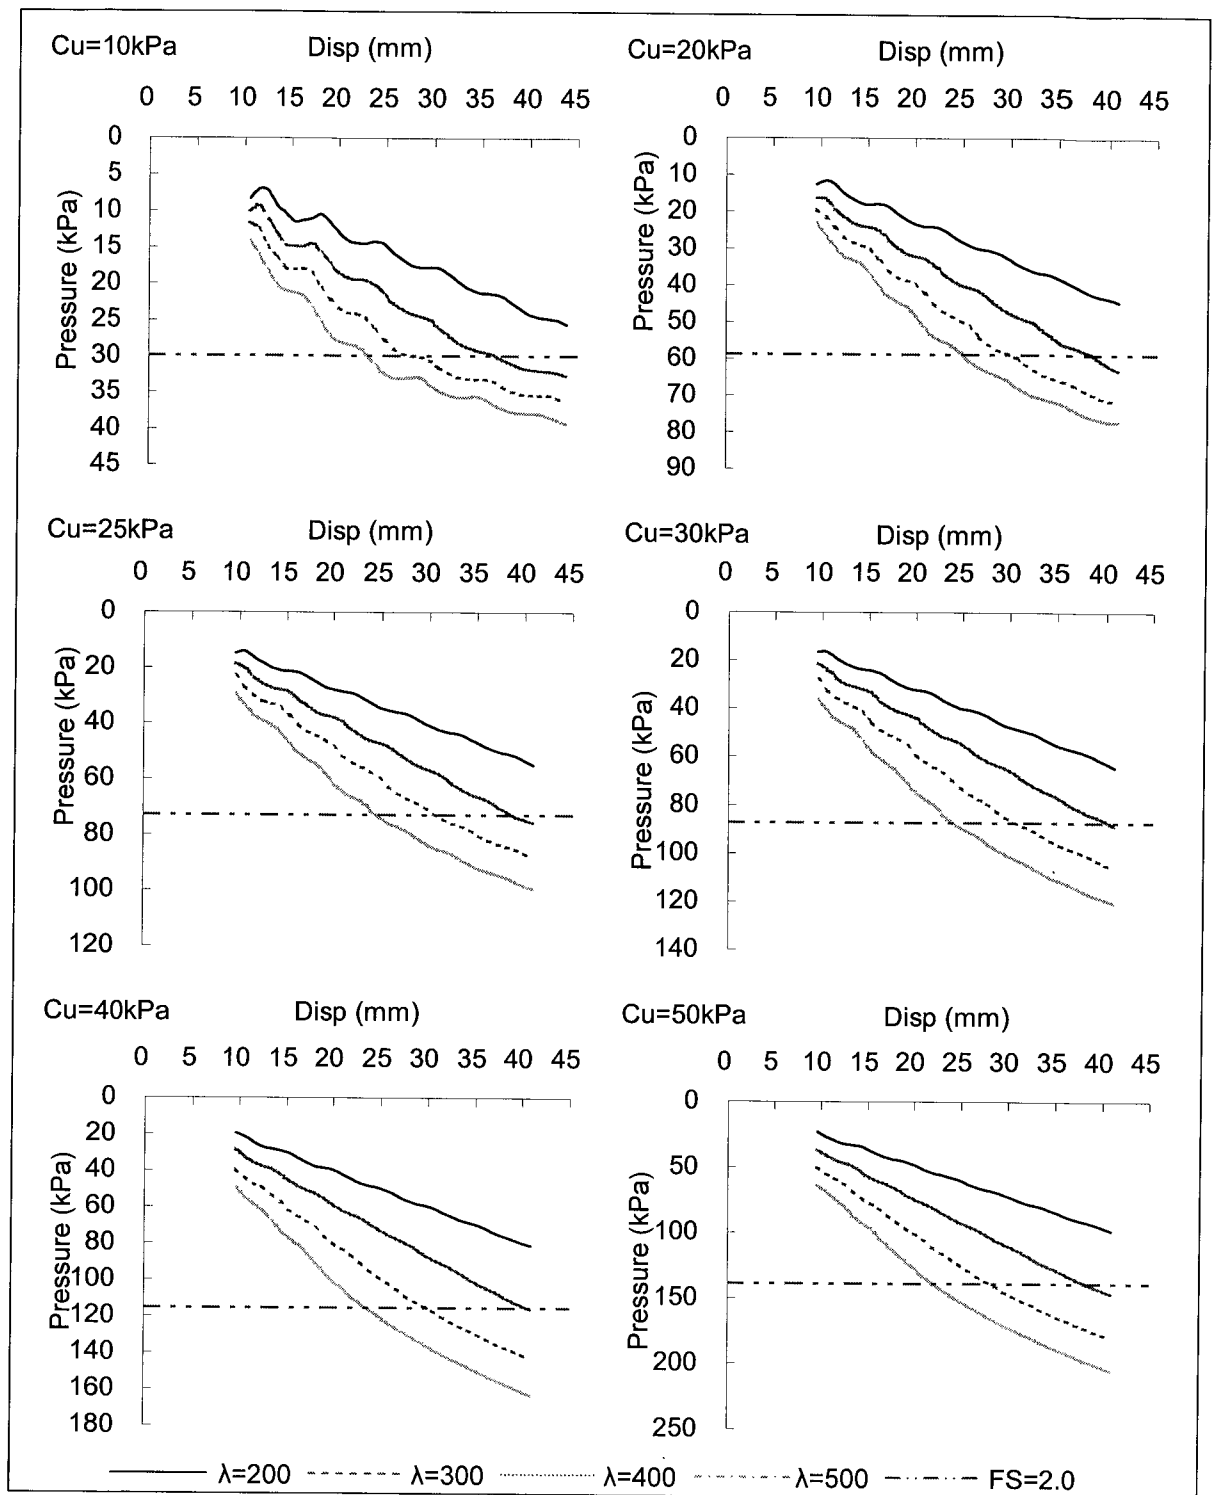 Cu=10kPa Disp (mm)
0 5 10 15 20 25 30 35 40 45
0
5
10
15
20
25
30
35
40
45
Pressure (kPa)
Cu=20kPa Disp (mm)
0 5 10 15 20 25 30 35 40 45
0
10
20
30
40
50
60
70
80
90
Pressure (kPa)
Cu=25kPa Disp (mm)
0 5 10 15 20 25 30 35 40 45
0
20
40
60
80
100
120
Pressure (kPa)
Cu=30kPa Disp (mm)
0 5 10 15 20 25 30 35 40 45
0
20
40
60
80
100
120
140
Pressure (kPa)
Cu=40kPa Disp (mm)
0 5 10 15 20 25 30 35 40 45
0
20
40
60
80
100
120
140
160
180
Pressure (kPa)
Cu=50kPa Disp (mm)
0 5 10 15 20 25 30 35 40 45
0
50
100
150
200
250
Pressure (kPa)
λ=200 λ=300 λ=400 λ=500 FS=2.0